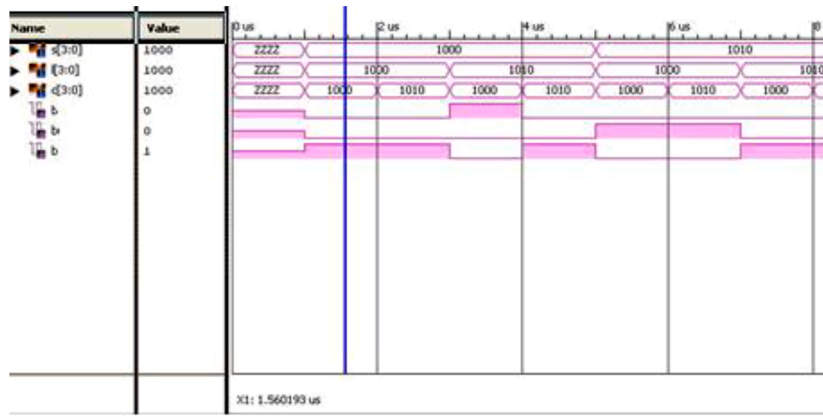 Name Value 0 us 2 us 4 us 6 us
s[3:0] 1000 ZZZZ 1000 1010
l[3:0] 1000 ZZZZ 1000 1010 1000 1010
d[3:0] 1000 ZZZZ 1000 1010 1000 1010 1000 1010 1000
0
0
b 1
X1: 1.560193 us